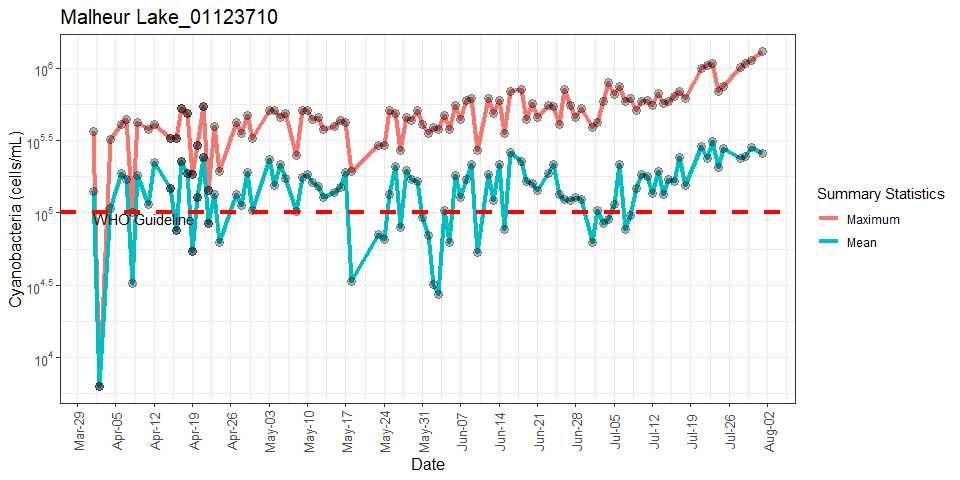 Malheur Lake_01123710
Cyanobacteria (cells/mL)
10^6
10^5.5
10^5
10^4.5
10^4
WHO Guideline
Mar-29
Apr-05
Apr-12
Apr-19
Apr-26
May-03
May-10
May-17
May-24
May-31
Jun-07
Jun-14
Jun-21
Jun-28
Jul-05
Jul-12
Jul-19
Jul-26
Aug-02
Date
Summary Statistics
Maximum
Mean